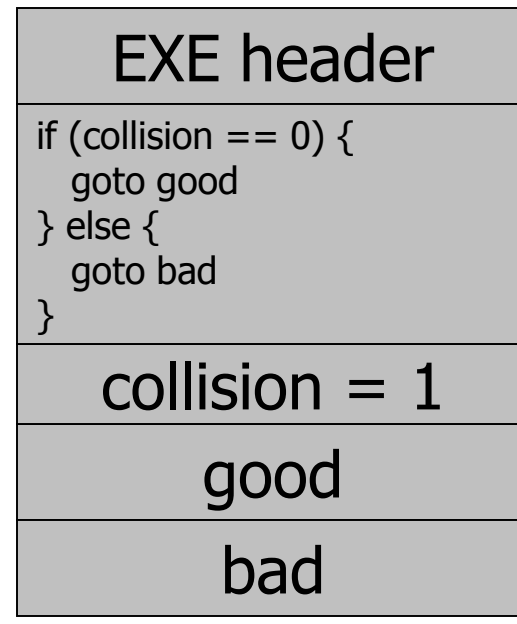 EXE header
if (collision == 0) {
goto good
} else {
goto bad
}
collision = 1
good
bad